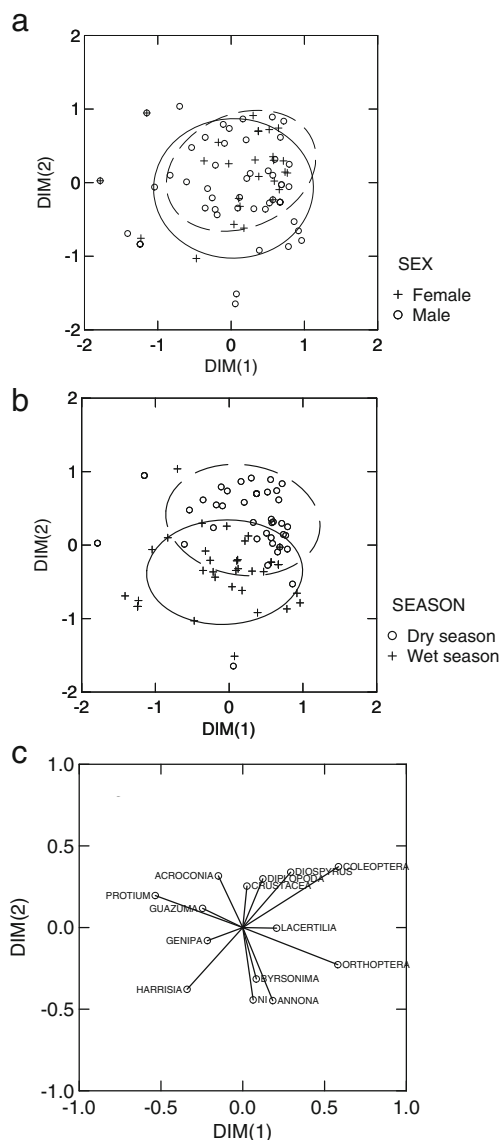 a
2
1
0
-1
-2
DIM(2)
-2 -1 0 1 2
DIM(1)
SEX
+ Female
o Male
b
2
1
0
-1
-2
DIM(2)
-2 -1 0 1 2
DIM(1)
SEASON
o Dry season
+ Wet season
c
1.0
0.5
0.0
-0.5
-1.0
DIM(2)
COLEOPTERA
DIOSPYRUS
ACROCONIA
DIPLOPODA
CRUSTACEA
PROTIUM
GUAZUMA
LACERTILIA
GENIPA
ORTHOPTERA
BYRSONIMA
HARRISIA
NI
ANNONA
-1.0 -0.5 0.0 0.5 1.0
DIM(1)